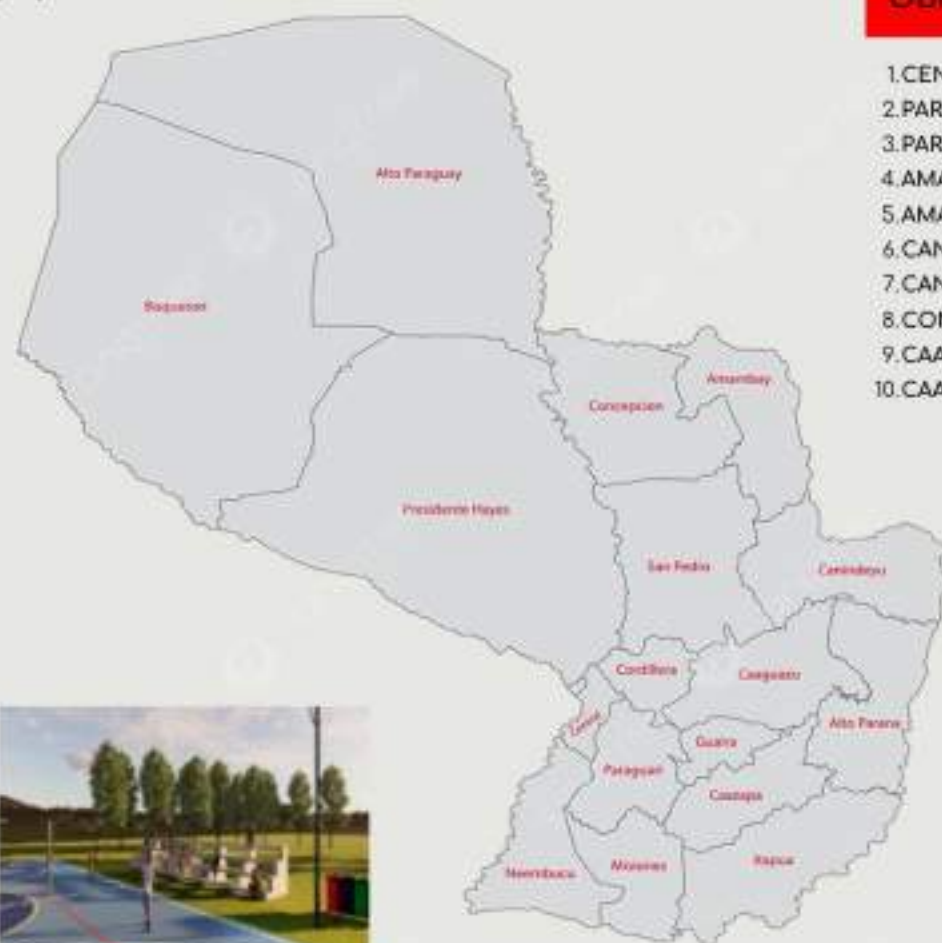 1.CEN
2.PAR
3.PAR
4.AMA
5.AMA
6.CAN
7.CAN
8.CON
9.CAA
10.CAA
Alto Paraguay
Boqueron
Amambay
Concepcion
Presidente Hayes
San Pedro
Canindeyu
Cordillera
Caaguazu
Central
Alto Parana
Guaira
Paraguari
Caazapa
Itapua
Misiones
Neembucu